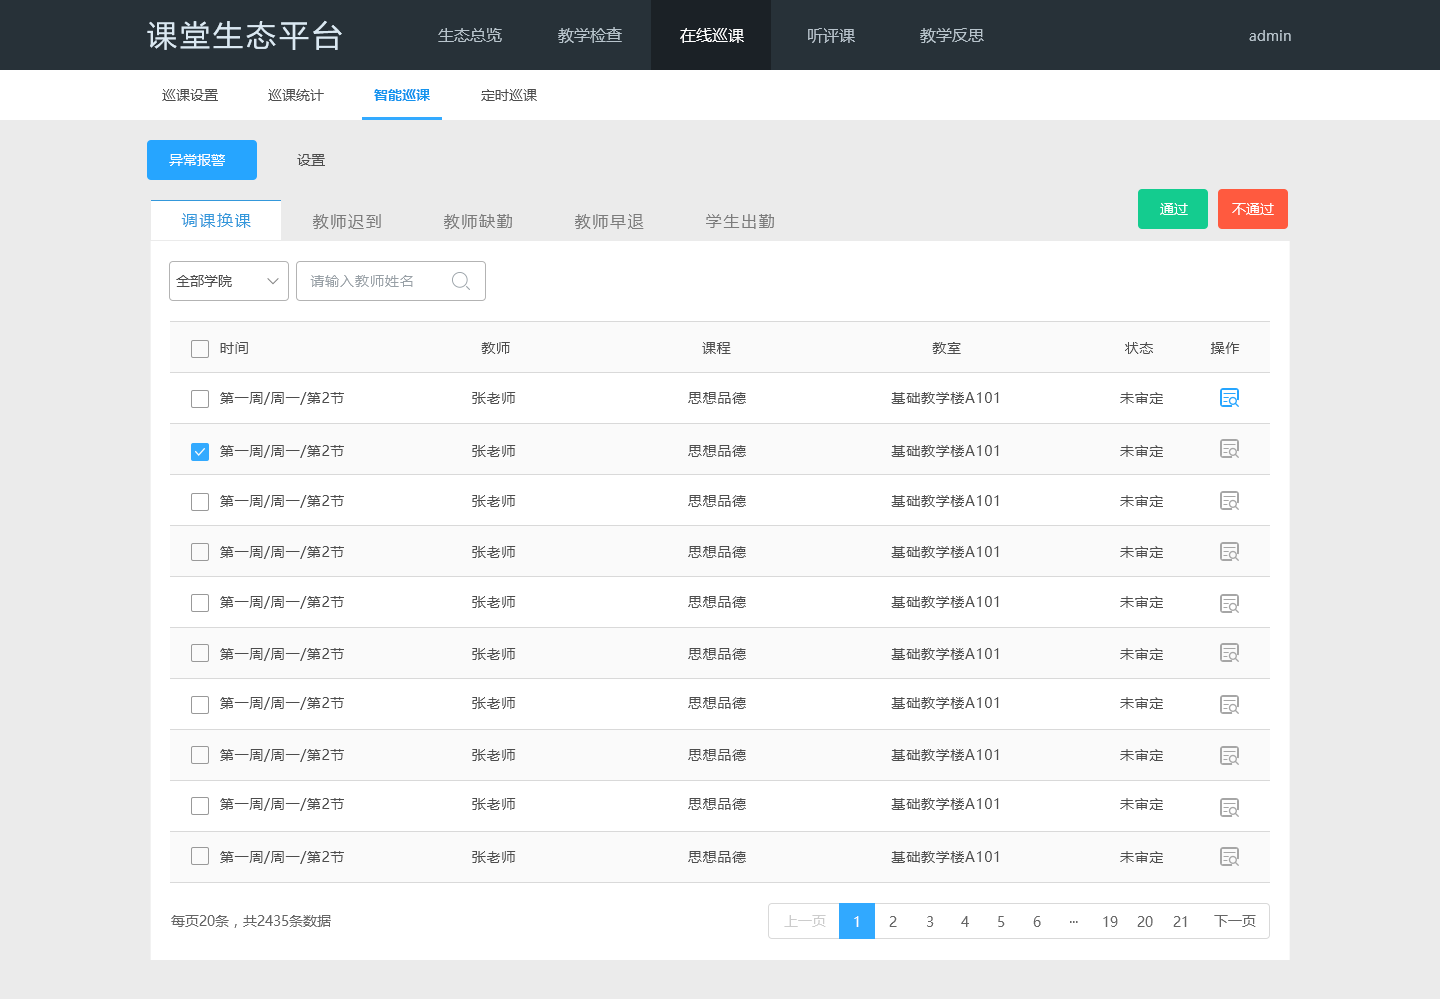 课堂生态平台 生态总览 教学检查 在线巡课 听评课 教学反思 admin
巡课设置 巡课统计 智能巡课 定时巡课
异常报警 设置
调课换课 教师迟到 教师缺勤 教师早退 学生出勤 通过 不通过
全部学院 请输入教师姓名
时间 教师 课程 教室 状态 操作
第一周/周一/第2节 张老师 思想品德 基础教学楼A101 未审定
第一周/周一/第2节 张老师 思想品德 基础教学楼A101 未审定
第一周/周一/第2节 张老师 思想品德 基础教学楼A101 未审定
第一周/周一/第2节 张老师 思想品德 基础教学楼A101 未审定
第一周/周一/第2节 张老师 思想品德 基础教学楼A101 未审定
第一周/周一/第2节 张老师 思想品德 基础教学楼A101 未审定
第一周/周一/第2节 张老师 思想品德 基础教学楼A101 未审定
第一周/周一/第2节 张老师 思想品德 基础教学楼A101 未审定
第一周/周一/第2节 张老师 思想品德 基础教学楼A101 未审定
第一周/周一/第2节 张老师 思想品德 基础教学楼A101 未审定
每页20条，共2435条数据 上一页 1 2 3 4 5 6 ... 19 20 21 下一页